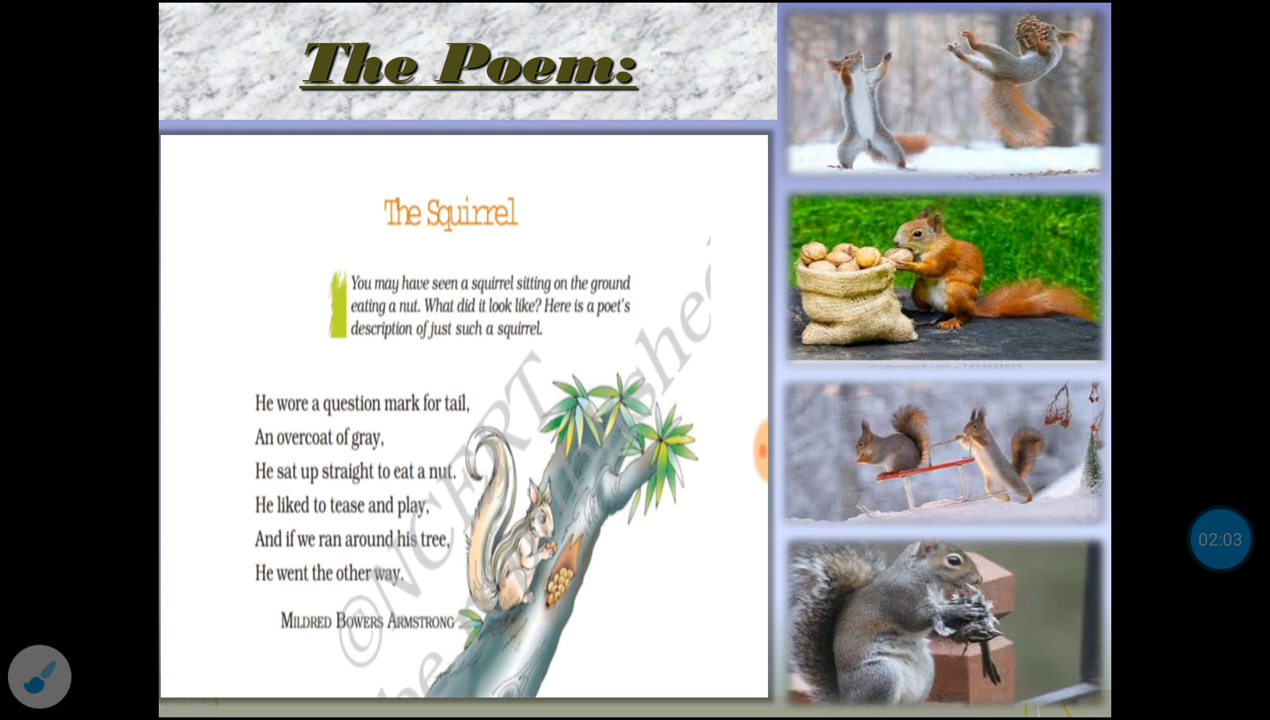 The Poem:
The Squirrel
You may have seen a squirrel sitting on the ground
eating a nut. What did it look like? Here is a poet's
description of just such a squirrel.
He wore a question mark for tail,
An overcoat of gray,
He sat up straight to eat a nut.
He liked to tease and play,
And if we ran around his tree,
He went the other way.
MILDRED BOWERS ARMSTRONG
©NCERT
02:03